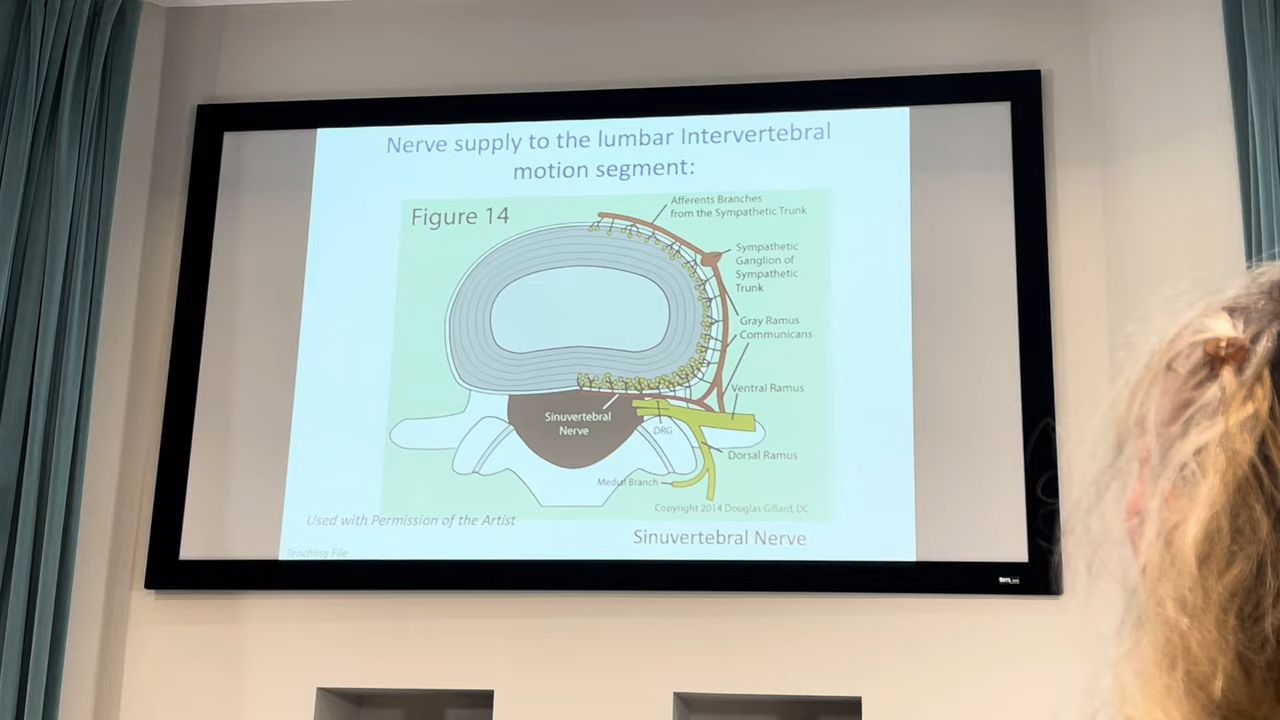 Nerve supply to the lumbar Intervertebral
motion segment:
Figure 14
Afferents Branches
from the Sympathetic Trunk
Sympathetic
Ganglion of
Sympathetic
Trunk
Gray Ramus
Communicans
Ventral Ramus
Sinuvertebral
Nerve
DRG
Dorsal Ramus
Medial Branch
Copyright 2014 Douglas Gillard, DC
Used with Permission of the Artist
Sinuvertebral Nerve
Teaching File